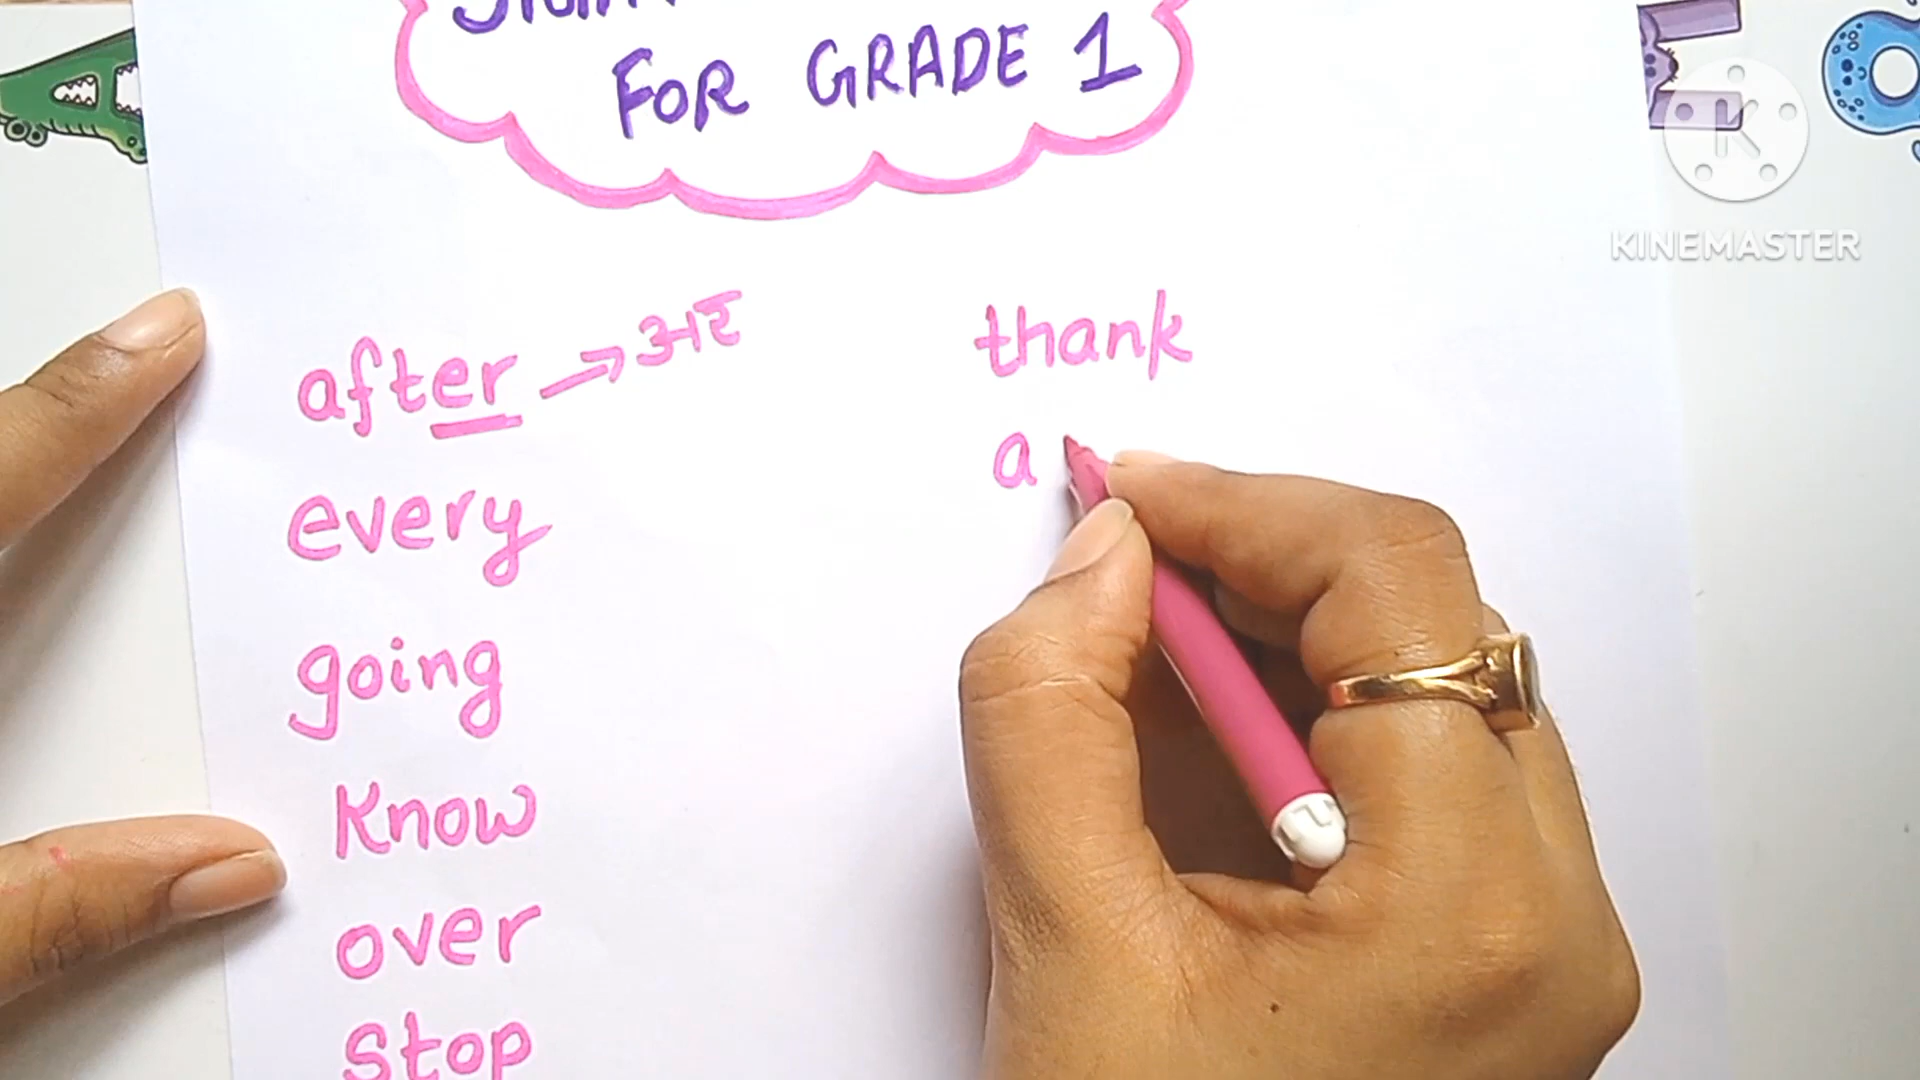 FOR GRADE 1
KINEMASTER
after → अर
every
going
Know
over
Stop
thank
a